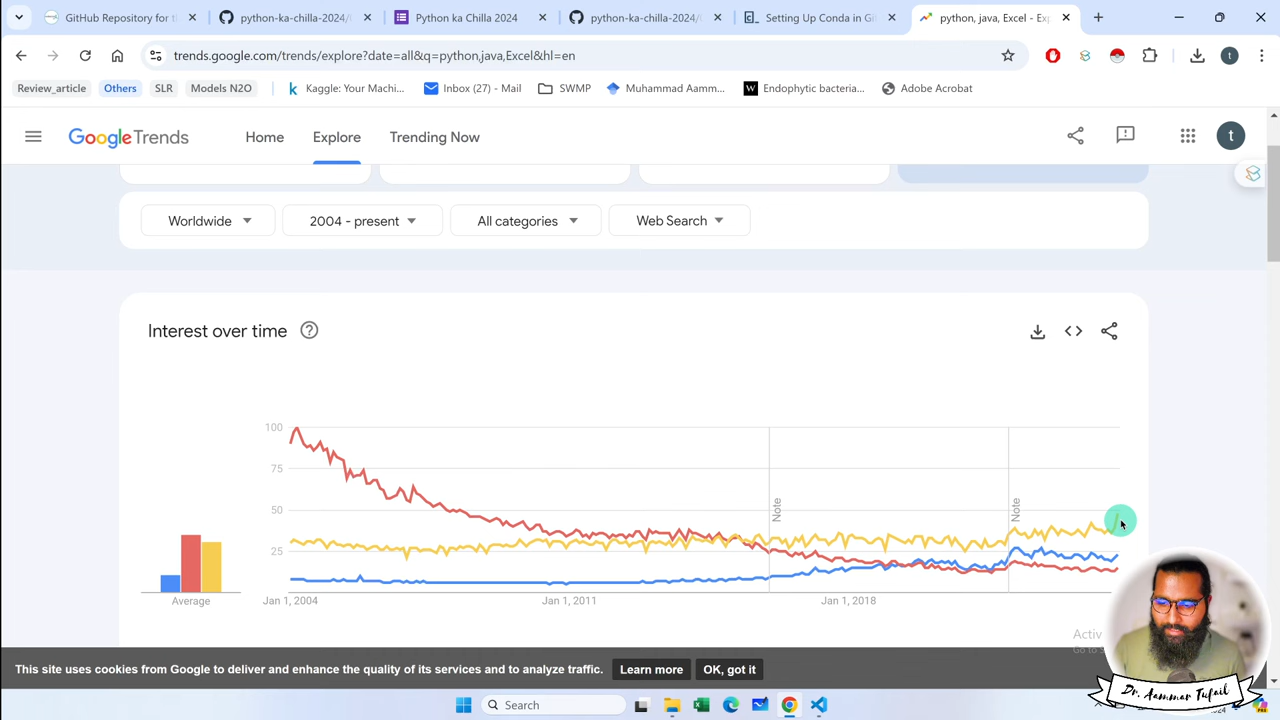 GitHub Repository for th
python-ka-chilla-2024/
Python ka Chilla 2024
python-ka-chilla-2024/
Setting Up Conda in Gi
python, java, Excel - Exp
trends.google.com/trends/explore?date=all&q=python,java,Excel&hl=en
t
Review_article
Others
SLR
Models N2O
Kaggle: Your Machi...
Inbox (27) - Mail
SWMP
Muhammad Aamm...
Endophytic bacteria...
Adobe Acrobat
Google Trends
Home
Explore
Trending Now
t
Worldwide
2004 - present
All categories
Web Search
Interest over time
100
75
50
25
Note
Note
Average
Jan 1, 2004
Jan 1, 2011
Jan 1, 2018
Activ
This site uses cookies from Google to deliver and enhance the quality of its services and to analyze traffic.
Learn more
OK, got it
Dr. Aammar Tufail
Search